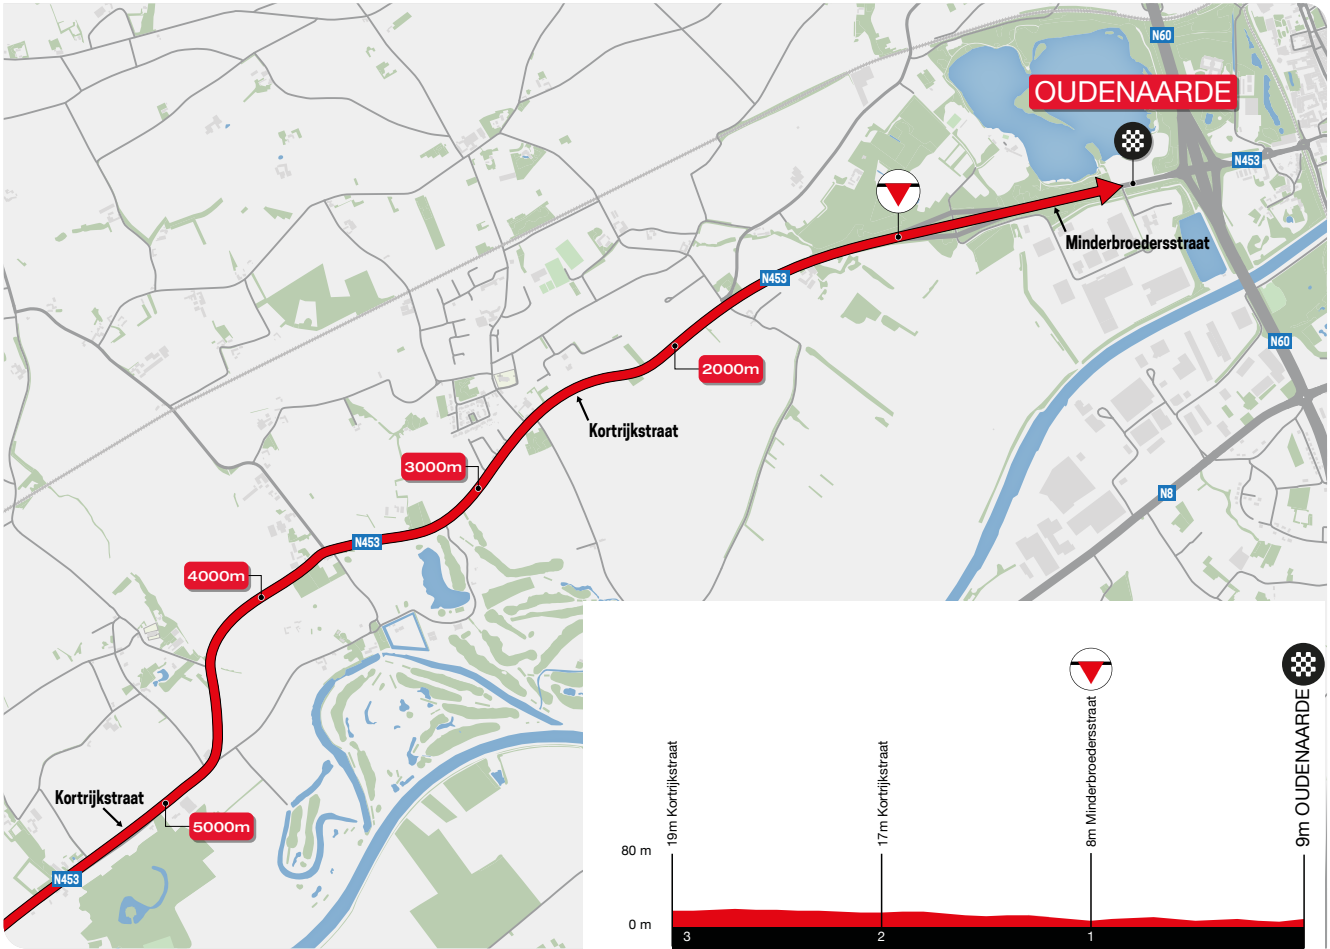 N60
OUDENAARDE
N453
Minderbroedersstraat
N453
N60
2000m
Kortrijkstraat
3000m
N8
N453
4000m
Kortrijkstraat
5000m
N453
19m Kortrijkstraat
17m Kortrijkstraat
8m Minderbroedersstraat
9m OUDENAARDE
80 m
0 m
3
2
1